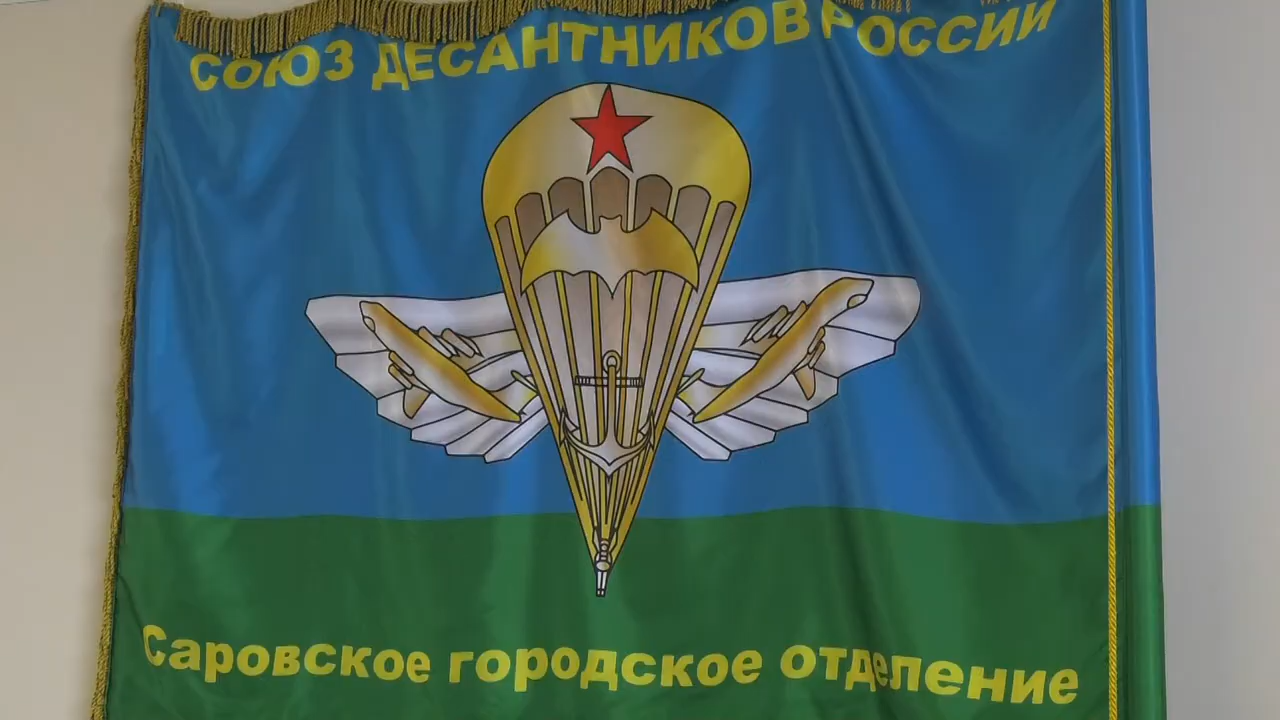 СОЮЗ ДЕСАНТНИКОВ РОССИИ
Саровское городское отделение